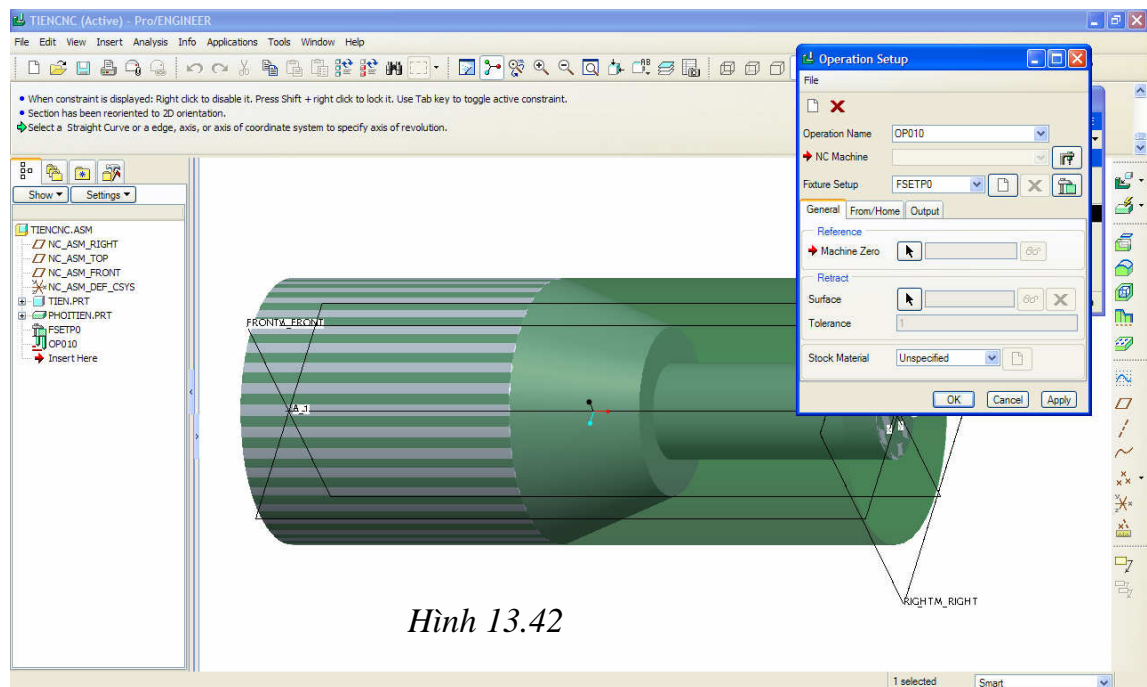 TIENCNC (Active) - Pro/ENGINEER
File Edit View Insert Analysis Info Applications Tools Window Help
• When constraint is displayed: Right click to disable it. Press Shift + right click to lock it. Use Tab key to toggle active constraint.
• Section has been reoriented to 2D orientation.
Select a Straight Curve or a edge, axis, or axis of coordinate system to specify axis of revolution.
Show Settings
TIENCNC.ASM
NC_ASM_RIGHT
NC_ASM_TOP
NC_ASM_FRONT
NC_ASM_DEF_CSYS
TIEN.PRT
PHOITIEN.PRT
FSETP0
OP010
Insert Here
A_1
RIGHTM_RIGHT
Hình 13.42
Operation Setup
File
Operation Name OP010
NC Machine
Fixture Setup FSETP0
General From/Home Output
Reference
Machine Zero
Retract
Surface
Tolerance 1
Stock Material Unspecified
OK Cancel Apply
1 selected Smart